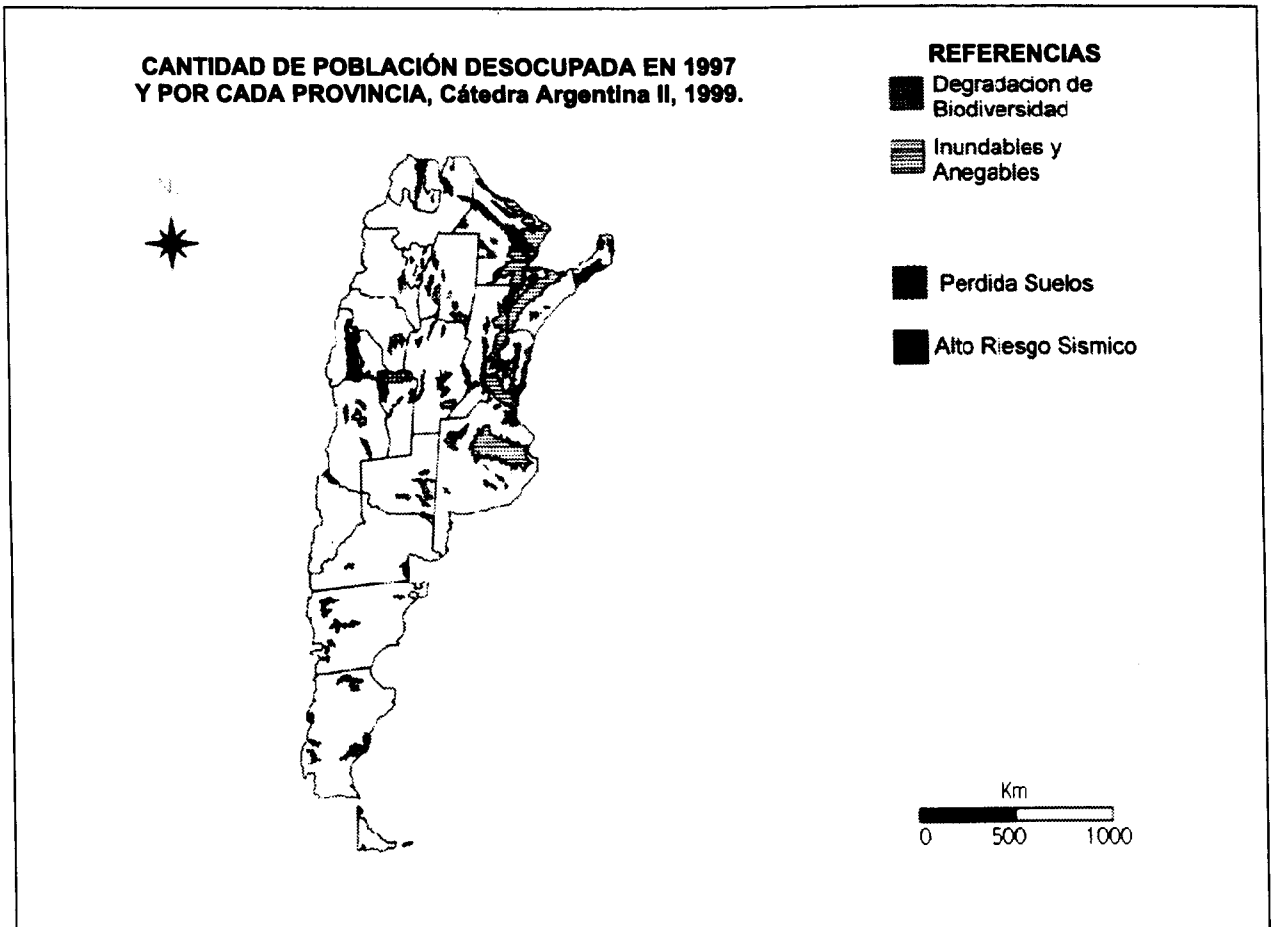 CANTIDAD DE POBLACIÓN DESOCUPADA EN 1997
Y POR CADA PROVINCIA, Cátedra Argentina II, 1999.
REFERENCIAS
Degradacion de
Biodiversidad
Inundables y
Anegables
Perdida Suelos
Alto Riesgo Sismico
Km
0 500 1000